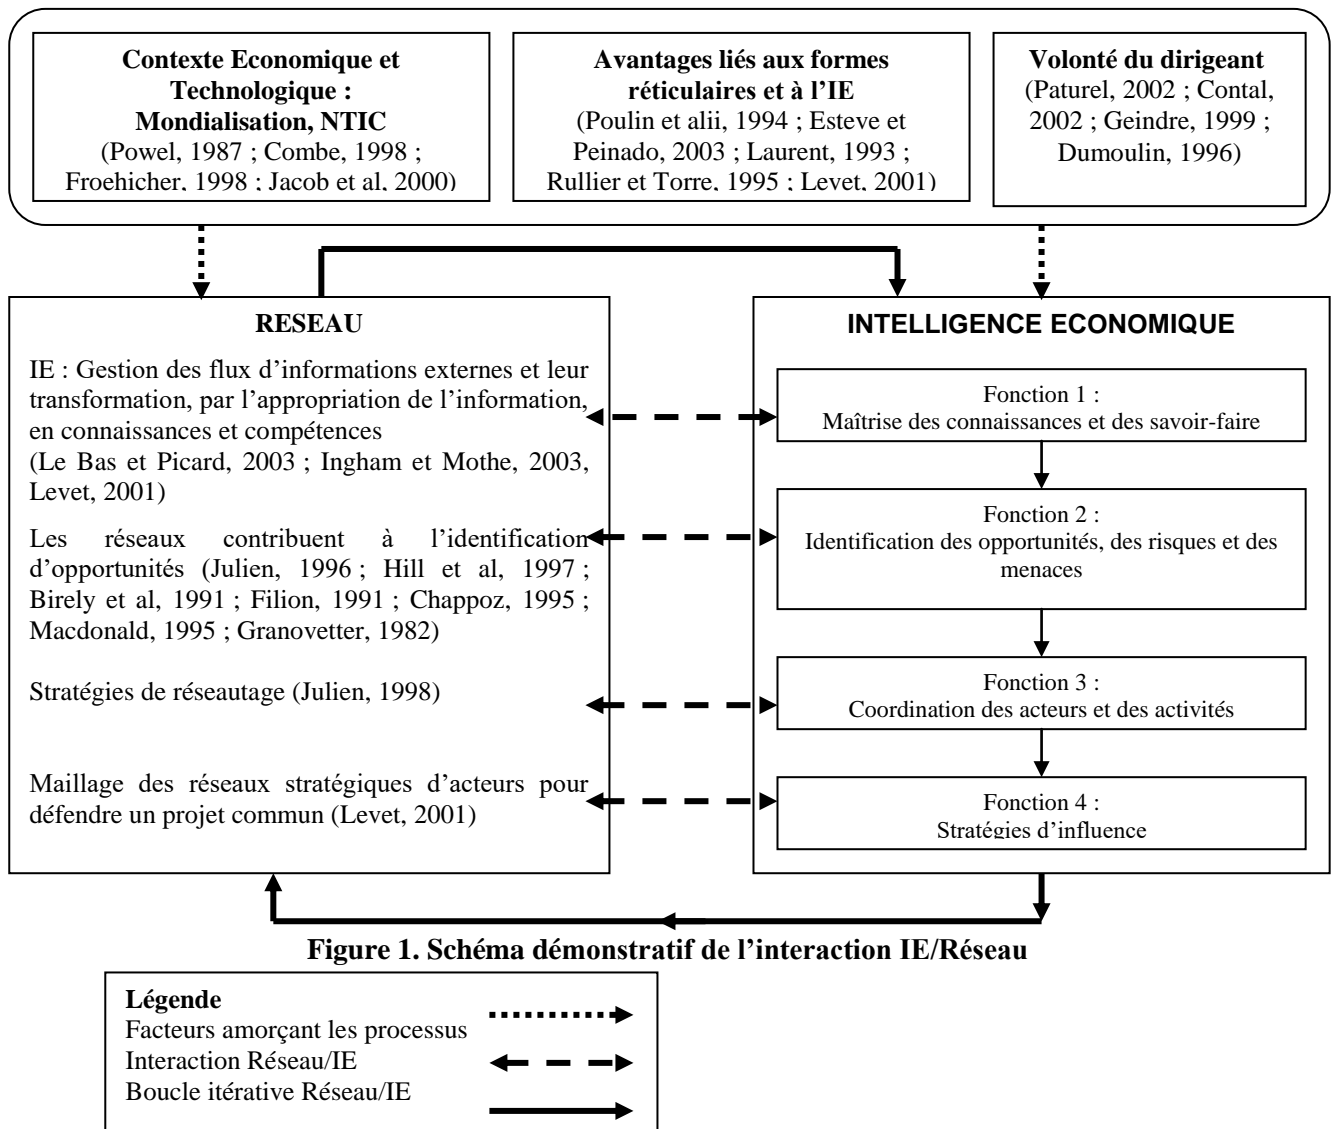 Contexte Economique et
Technologique :
Mondialisation, NTIC
(Powel, 1987 ; Combe, 1998 ;
Froehicher, 1998 ; Jacob et al, 2000)
Avantages liés aux formes
réticulaires et à l’IE
(Poulin et alii, 1994 ; Esteve et
Peinado, 2003 ; Laurent, 1993 ;
Rullier et Torre, 1995 ; Levet, 2001)
Volonté du dirigeant
(Paturel, 2002 ; Contal,
2002 ; Geindre, 1999 ;
Dumoulin, 1996)
RESEAU
IE : Gestion des flux d’informations externes et leur
transformation, par l’appropriation de l’information,
en connaissances et compétences
(Le Bas et Picard, 2003 ; Ingham et Mothe, 2003,
Levet, 2001)
Les réseaux contribuent à l’identification
d’opportunités (Julien, 1996 ; Hill et al, 1997 ;
Birely et al, 1991 ; Filion, 1991 ; Chappoz, 1995 ;
Macdonald, 1995 ; Granovetter, 1982)
Stratégies de réseautage (Julien, 1998)
Maillage des réseaux stratégiques d’acteurs pour
défendre un projet commun (Levet, 2001)
INTELLIGENCE ECONOMIQUE
Fonction 1 :
Maîtrise des connaissances et des savoir-faire
Fonction 2 :
Identification des opportunités, des risques et des
menaces
Fonction 3 :
Coordination des acteurs et des activités
Fonction 4 :
Stratégies d’influence
Figure 1. Schéma démonstratif de l’interaction IE/Réseau
Légende
Facteurs amorçant les processus
Interaction Réseau/IE
Boucle itérative Réseau/IE